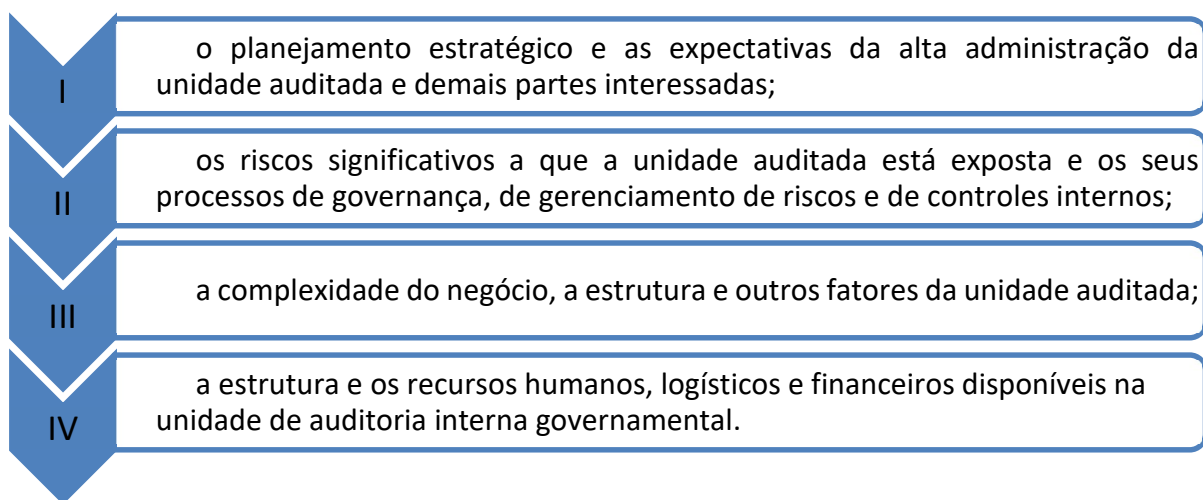 I
o planejamento estratégico e as expectativas da alta administração da
unidade auditada e demais partes interessadas;
II
os riscos significativos a que a unidade auditada está exposta e os seus
processos de governança, de gerenciamento de riscos e de controles internos;
III
a complexidade do negócio, a estrutura e outros fatores da unidade auditada;
IV
a estrutura e os recursos humanos, logísticos e financeiros disponíveis na
unidade de auditoria interna governamental.